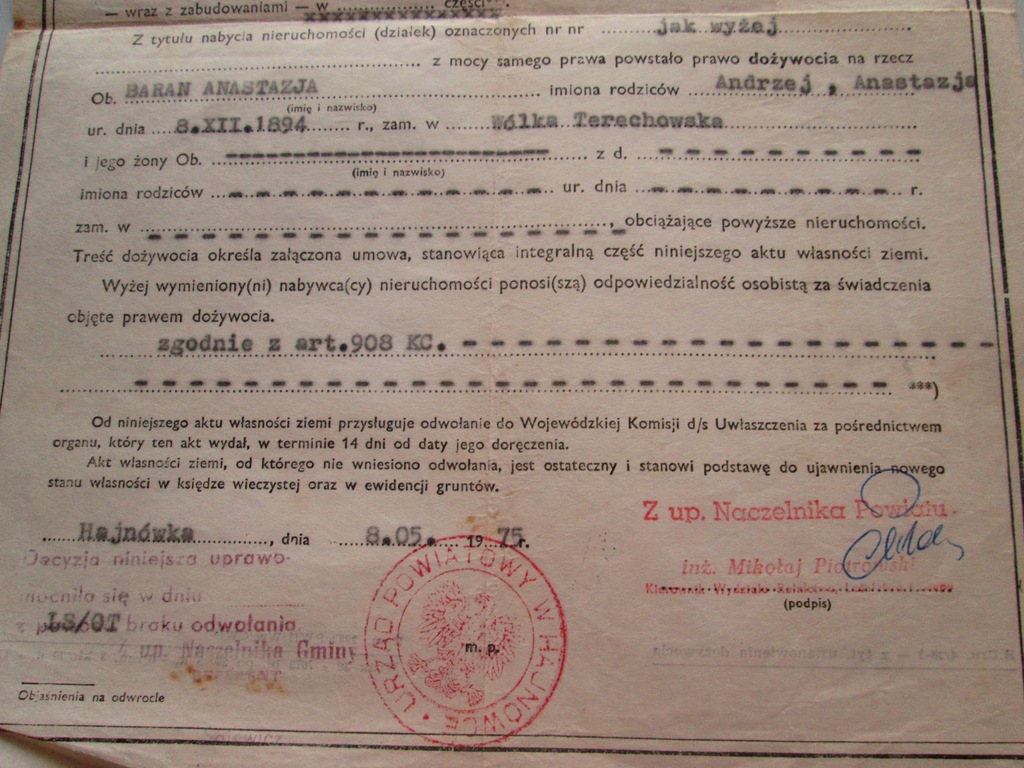 — wraz z zabudowaniami — w xxxxxxxxxxxxxxxxx części
Z tytułu nabycia nieruchomości (działek) oznaczonych nr nr jak wyżej
z mocy samego prawa powstało prawo dożywocia na rzecz
Ob. BARAN ANASTAZJA imiona rodziców Andrzej , Anastazja
(imię i nazwisko)
ur. dnia 8.XII.1894 r., zam. w Wólka Terechowska
i jego żony Ob. z d.
(imię i nazwisko)
imiona rodziców ur. dnia r.
zam. w , obciążające powyższe nieruchomości.
Treść dożywocia określa załączona umowa, stanowiąca integralną część niniejszego aktu własności ziemi.
Wyżej wymieniony(ni) nabywca(cy) nieruchomości ponosi(szą) odpowiedzialność osobistą za świadczenia
objęte prawem dożywocia.
zgodnie z art.908 KC.
***)
Od niniejszego aktu własności ziemi przysługuje odwołanie do Wojewódzkiej Komisji d/s Uwłaszczenia za pośrednictwem
organu, który ten akt wydał, w terminie 14 dni od daty jego doręczenia.
Akt własności ziemi, od którego nie wniesiono odwołania, jest ostateczny i stanowi podstawę do ujawnienia nowego
stanu własności w księdze wieczystej oraz w ewidencji gruntów.
Z up. Naczelnika Powiatu
Hajnówka, dnia 8.05. 1975r.
inż. Mikołaj Piotrowski
Kierownik Wydziału Rolnictwa,
(podpis)
Decyzja niniejsza uprawo-
mocniła się w dniu
z braku odwołania
LS/OT
Z up. Naczelnika Gminy
URZĄD POWIATOWY W HAJNÓWCE
m. p.
Objaśnienia na odwrocie